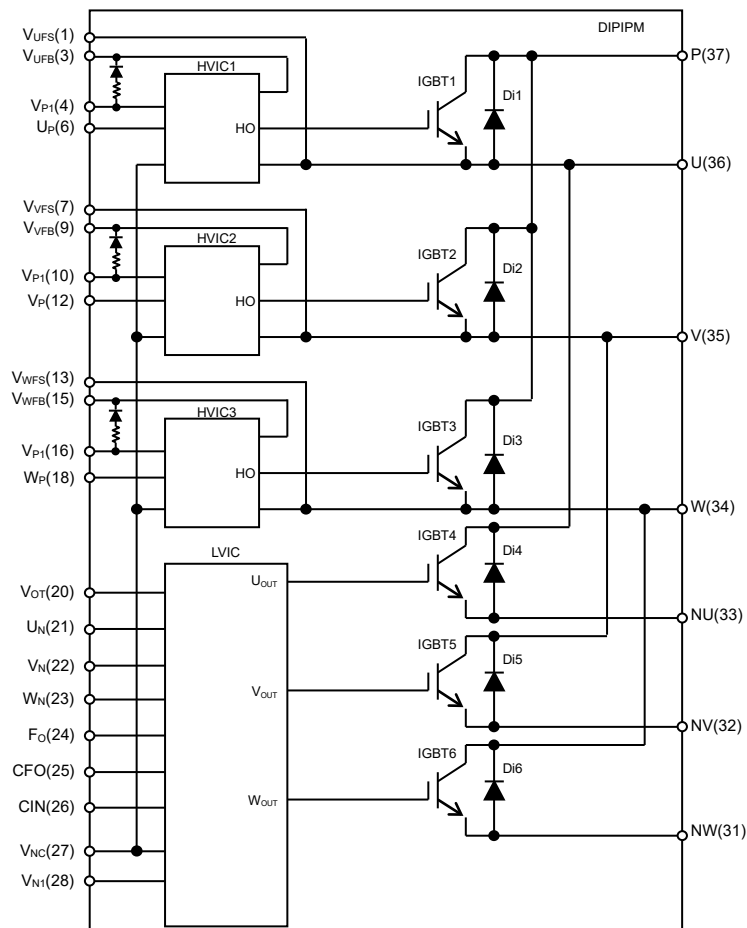 DIPIPM
VUFS(1)
VUFB(3)
HVIC1
IGBT1
Di1
P(37)
VP1(4)
UP(6)
HO
U(36)
VVFS(7)
VVFB(9)
HVIC2
IGBT2
Di2
VP1(10)
VP(12)
HO
V(35)
VWFS(13)
VWFB(15)
HVIC3
IGBT3
Di3
VP1(16)
WP(18)
HO
W(34)
LVIC
IGBT4
Di4
UOUT
VOT(20)
NU(33)
UN(21)
IGBT5
Di5
VN(22)
VOUT
WN(23)
NV(32)
FO(24)
IGBT6
Di6
CFO(25)
WOUT
CIN(26)
NW(31)
VNC(27)
VN1(28)